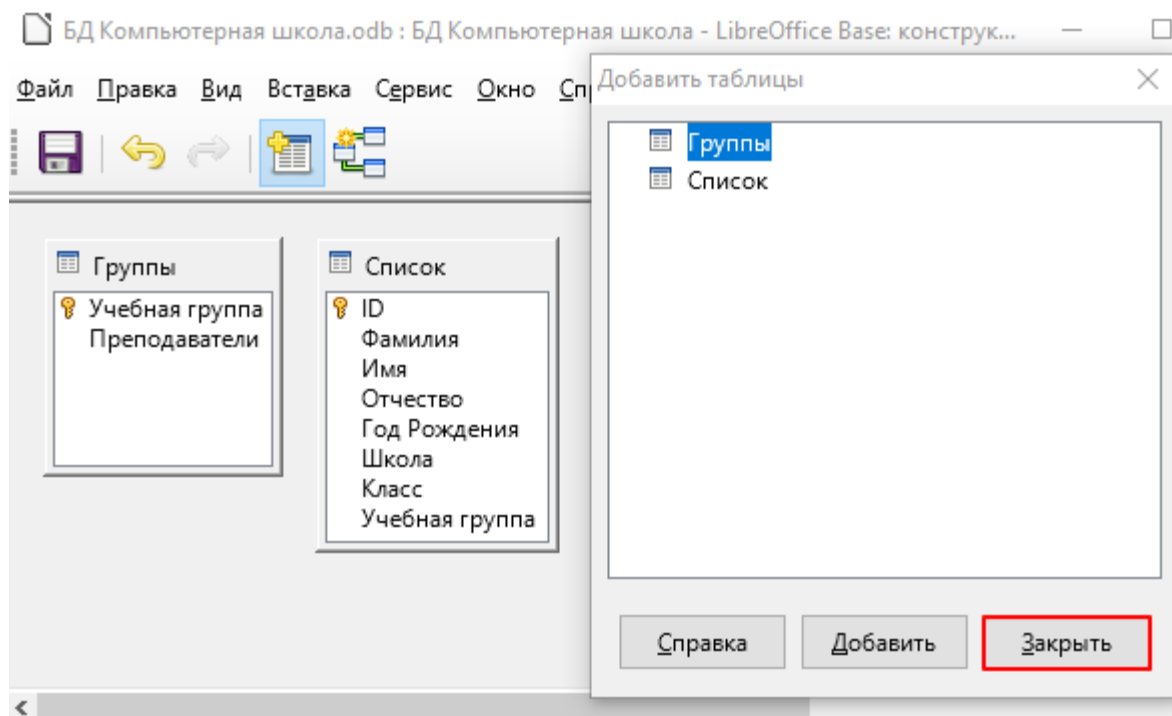 БД Компьютерная школа.odb : БД Компьютерная школа - LibreOffice Base: конструк...
Файл Правка Вид Вставка Сервис Окно Сп
Добавить таблицы
Группы
Список
Группы
Учебная группа
Преподаватели
Список
ID
Фамилия
Имя
Отчество
Год Рождения
Школа
Класс
Учебная группа
Справка Добавить Закрыть